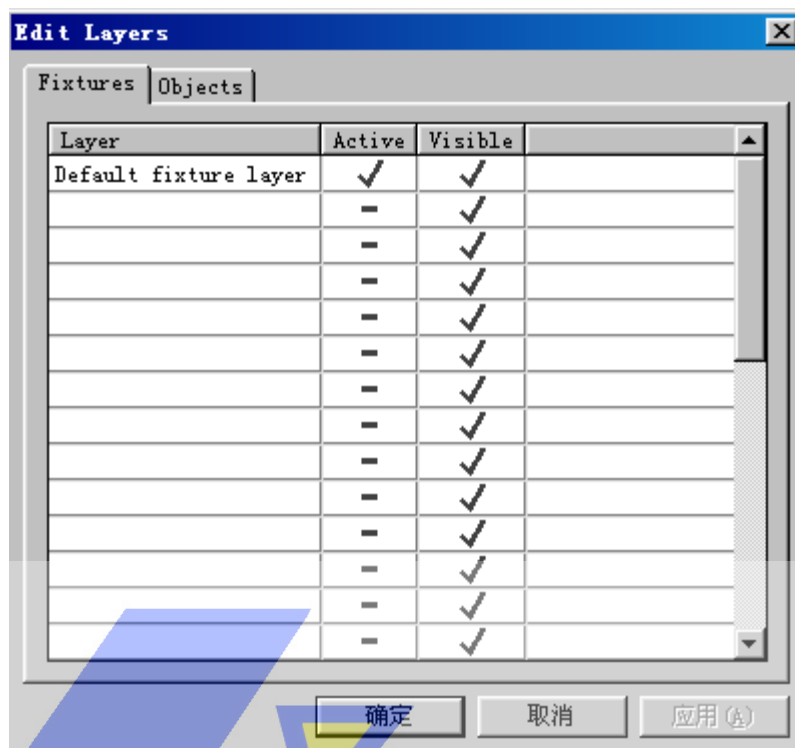 Edit Layers
Fixtures Objects
Layer Active Visible
Default fixture layer
确定 取消 应用(A)